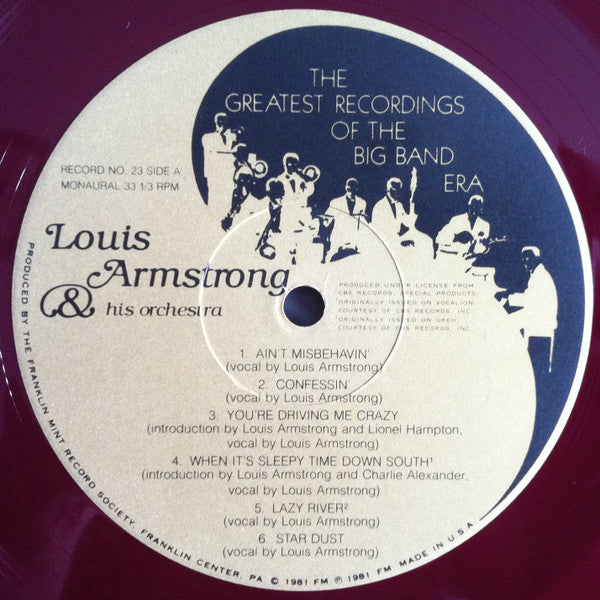 THE
GREATEST RECORDINGS
OF THE
BIG BAND
ERA
RECORD NO. 23 SIDE A
MONAURAL 33 1/3 RPM
Louis
Armstrong
& his orchestra
PRODUCED UNDER LICENSE FROM
CBS RECORDS, SPECIAL PRODUCTS.
¹ORIGINALLY ISSUED ON VOCALION,
COURTESY OF CBS RECORDS, INC.
²ORIGINALLY ISSUED ON OKEH,
COURTESY OF CBS RECORDS, INC.
1. AIN'T MISBEHAVIN'
(vocal by Louis Armstrong)
2. CONFESSIN'
(vocal by Louis Armstrong)
3. YOU'RE DRIVING ME CRAZY
(introduction by Louis Armstrong and Lionel Hampton,
vocal by Louis Armstrong)
4. WHEN IT'S SLEEPY TIME DOWN SOUTH¹
(introduction by Louis Armstrong and Charlie Alexander,
vocal by Louis Armstrong)
5. LAZY RIVER²
(vocal by Louis Armstrong)
6. STAR DUST
(vocal by Louis Armstrong)
PRODUCED BY THE FRANKLIN MINT RECORD SOCIETY, FRANKLIN CENTER, PA © 1981 FM ℗ 1981 FM MADE IN U.S.A.